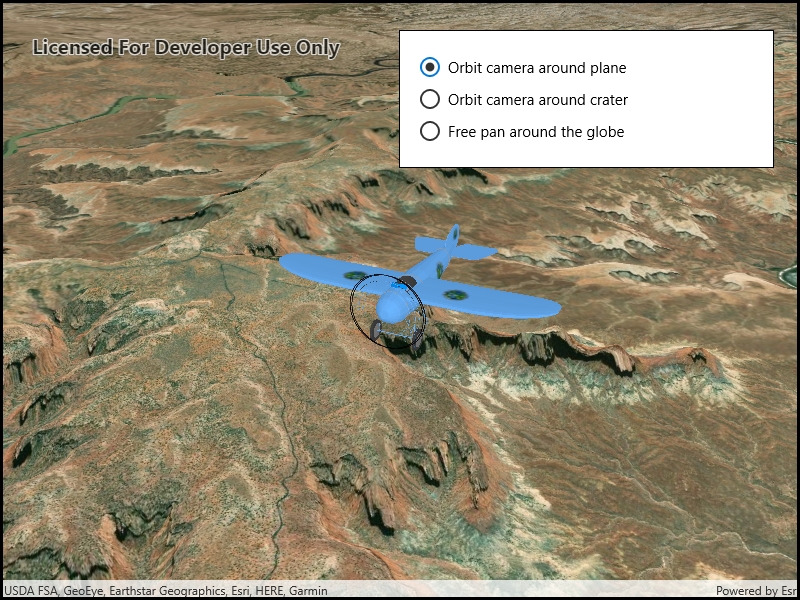 Licensed For Developer Use Only
Orbit camera around plane
Orbit camera around crater
Free pan around the globe
USDA FSA, GeoEye, Earthstar Geographics, Esri, HERE, Garmin
Powered by Esr